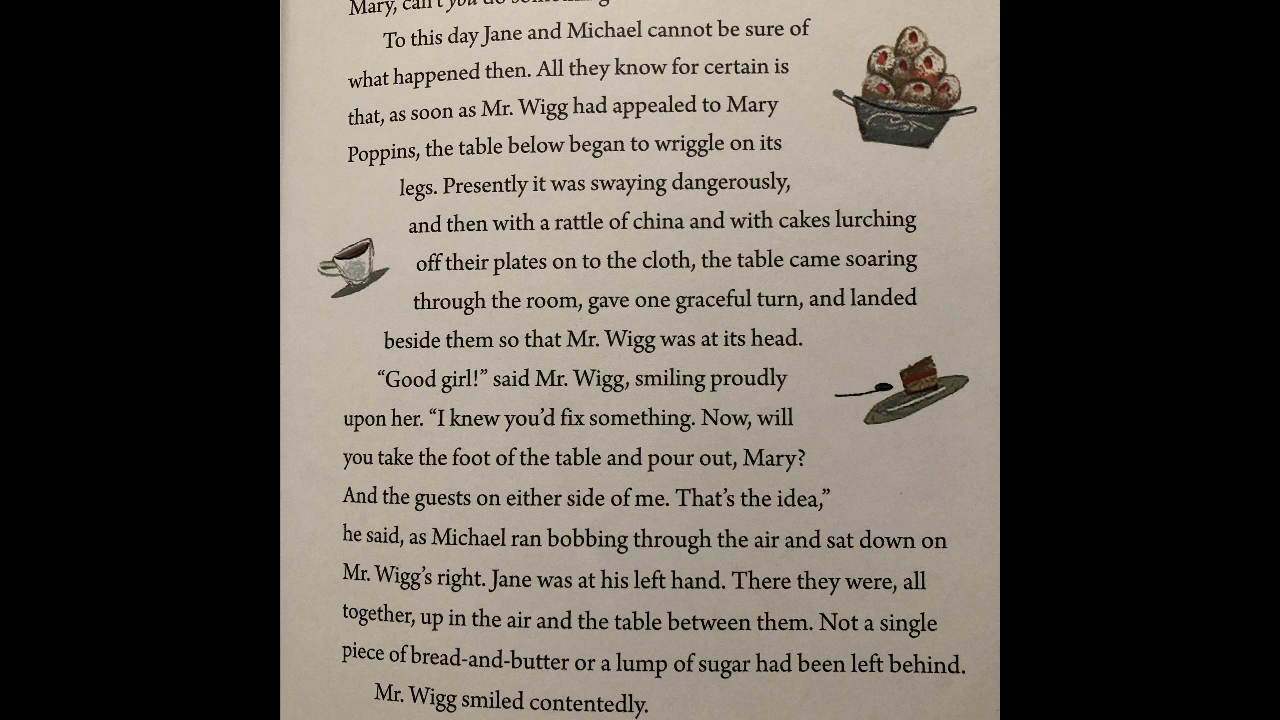 Mary, can't you do something
To this day Jane and Michael cannot be sure of
what happened then. All they know for certain is
that, as soon as Mr. Wigg had appealed to Mary
Poppins, the table below began to wriggle on its
legs. Presently it was swaying dangerously,
and then with a rattle of china and with cakes lurching
off their plates on to the cloth, the table came soaring
through the room, gave one graceful turn, and landed
beside them so that Mr. Wigg was at its head.
“Good girl!” said Mr. Wigg, smiling proudly
upon her. “I knew you’d fix something. Now, will
you take the foot of the table and pour out, Mary?
And the guests on either side of me. That’s the idea,”
he said, as Michael ran bobbing through the air and sat down on
Mr. Wigg’s right. Jane was at his left hand. There they were, all
together, up in the air and the table between them. Not a single
piece of bread-and-butter or a lump of sugar had been left behind.
Mr. Wigg smiled contentedly.